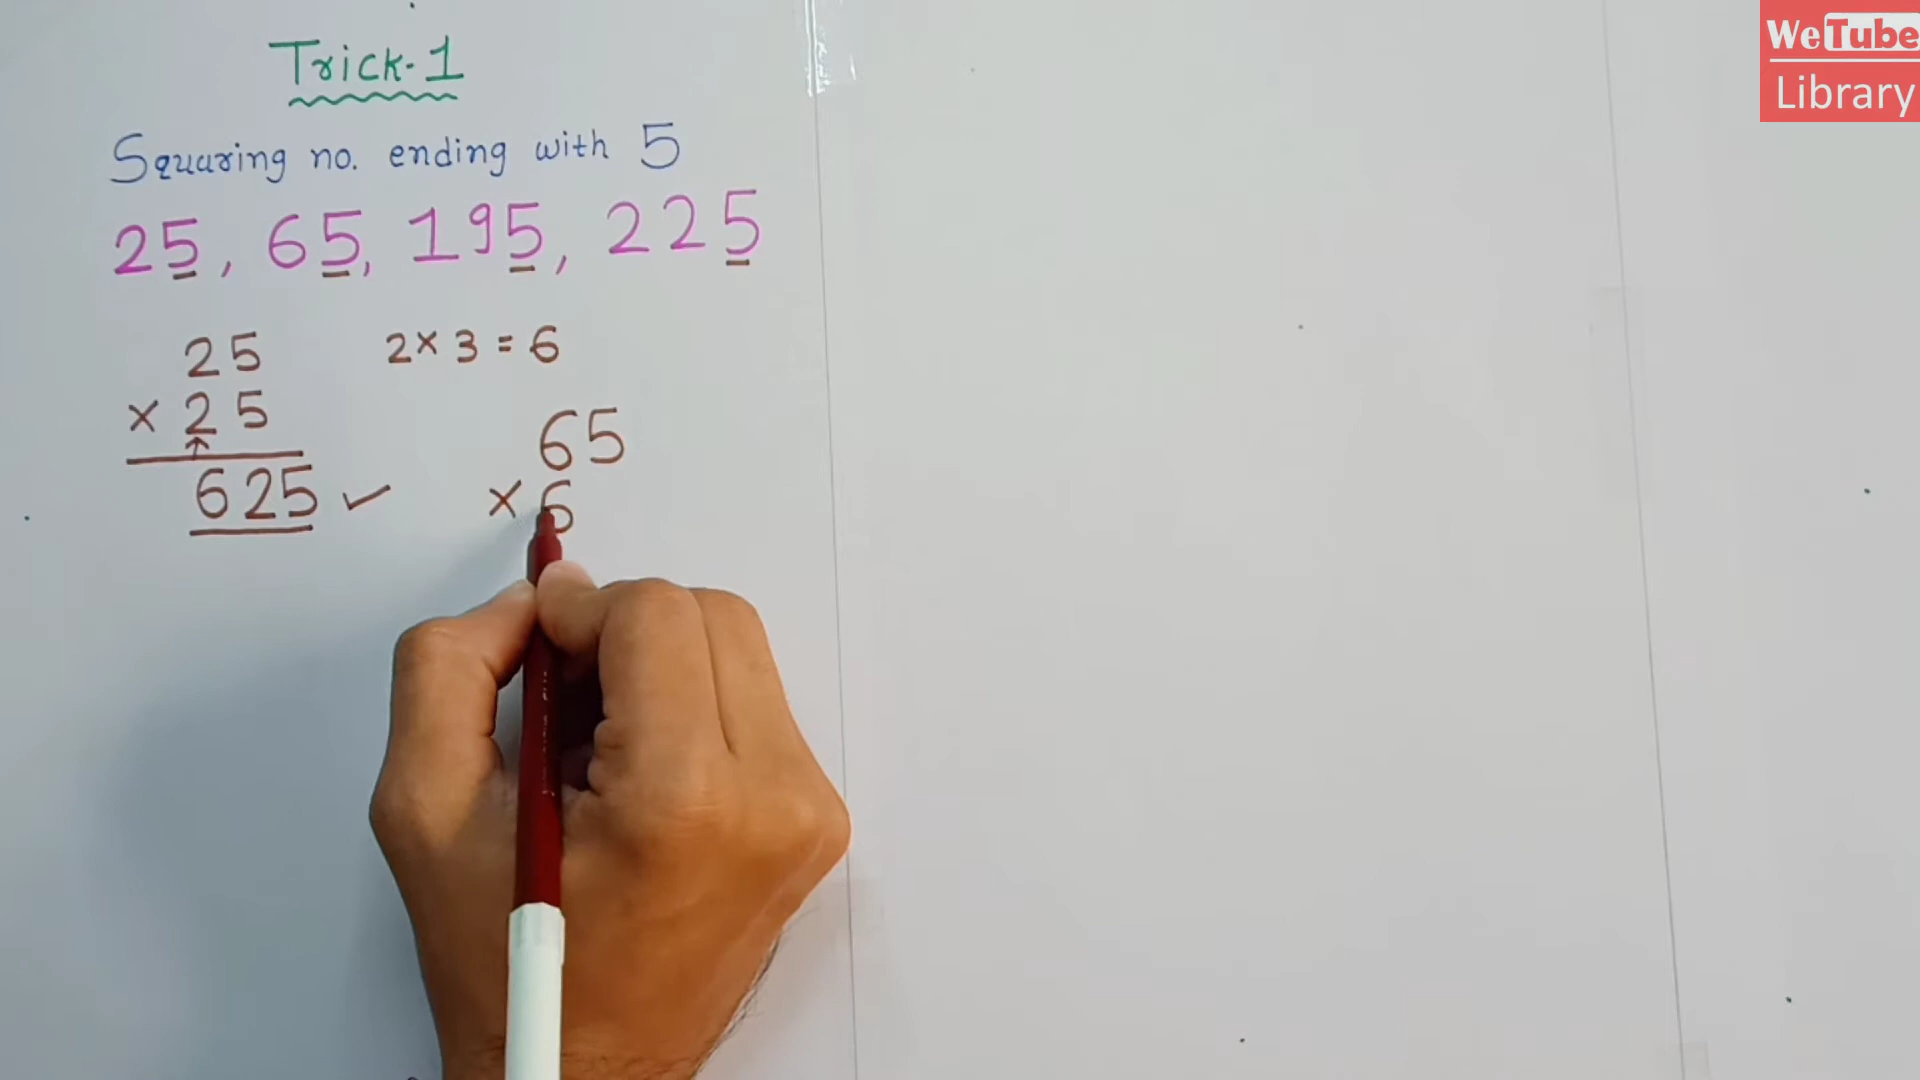 Trick-1
Squaring no. ending with 5
25, 65, 195, 225
25
× 25
625 ✓
2 × 3 = 6
65
× 6
WeTube
Library